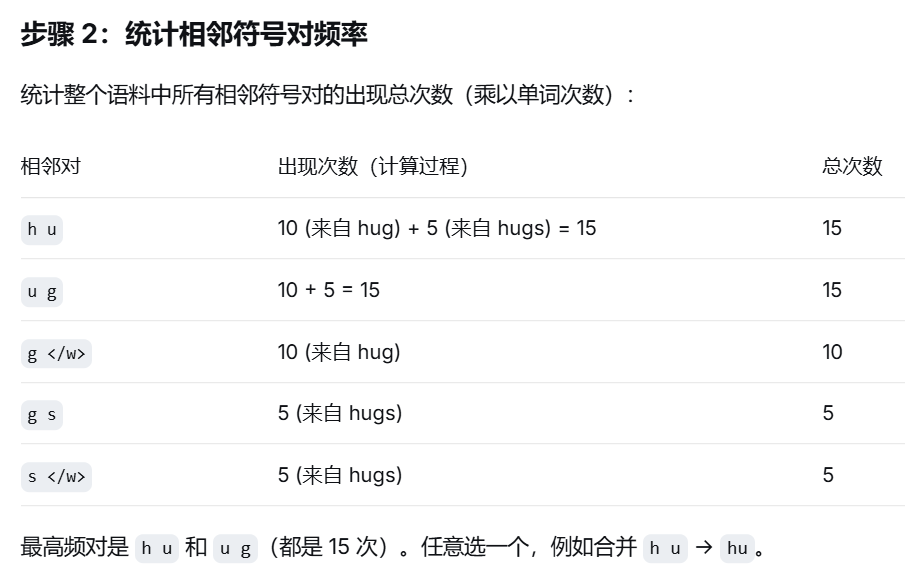 步骤 2：统计相邻符号对频率
统计整个语料中所有相邻符号对的出现总次数（乘以单词次数）：
相邻对 出现次数（计算过程） 总次数
h u 10 (来自 hug) + 5 (来自 hugs) = 15 15
u g 10 + 5 = 15 15
g </w> 10 (来自 hug) 10
g s 5 (来自 hugs) 5
s </w> 5 (来自 hugs) 5
最高频对是 h u 和 u g（都是 15 次）。任意选一个，例如合并 h u → hu。